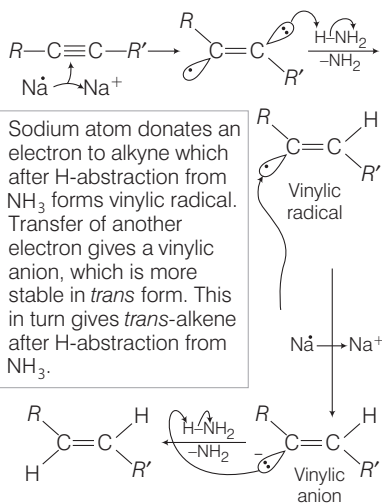 R—C≡C—R′ → C=C H–NH₂
R R′ –NH₂
Na• → Na⁺
Sodium atom donates an
electron to alkyne which
after H-abstraction from
NH₃ forms vinylic radical.
Transfer of another
electron gives a vinylic
anion, which is more
stable in trans form. This
in turn gives trans-alkene
after H-abstraction from
NH₃.
R H
C=C
R′
Vinylic
radical
Na• → Na⁺
R H
C=C
H R′
H–NH₂
–NH₂
R H
– C=C
R′
Vinylic
anion